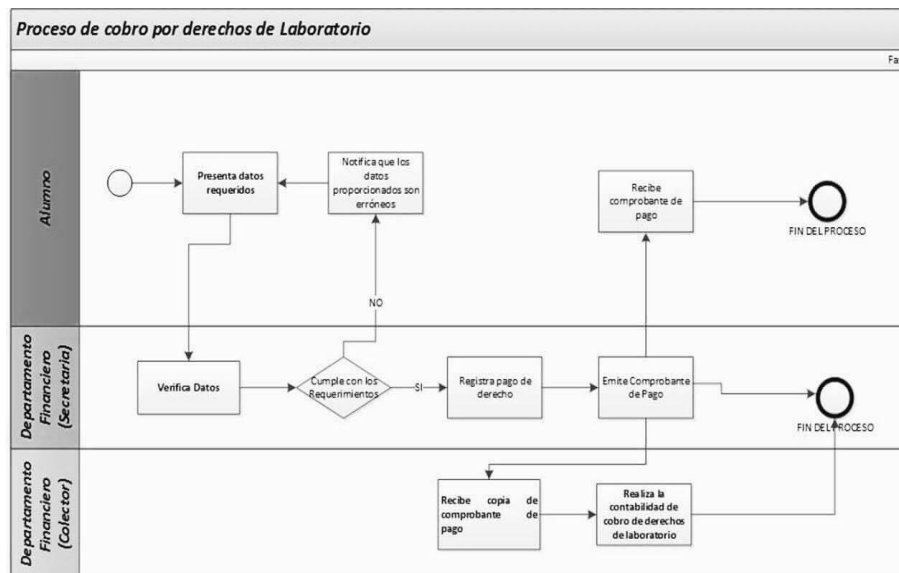 Proceso de cobro por derechos de Laboratorio
Fa
Alumno
Presenta datos
requeridos
Notifica que los
datos
proporcionados son
erróneos
Recibe
comprobante de
pago
FIN DEL PROCESO
NO
Departamento
Financiero
(Secretaria)
Verifica Datos
Cumple con los
Requerimientos
SI
Registra pago de
derecho
Emite Comprobante
de Pago
FIN DEL PROCESO
Departamento
Financiero
(Colector)
Recibe copia de
comprobante de
pago
Realiza la
contabilidad de
cobro de derechos
de laboratorio